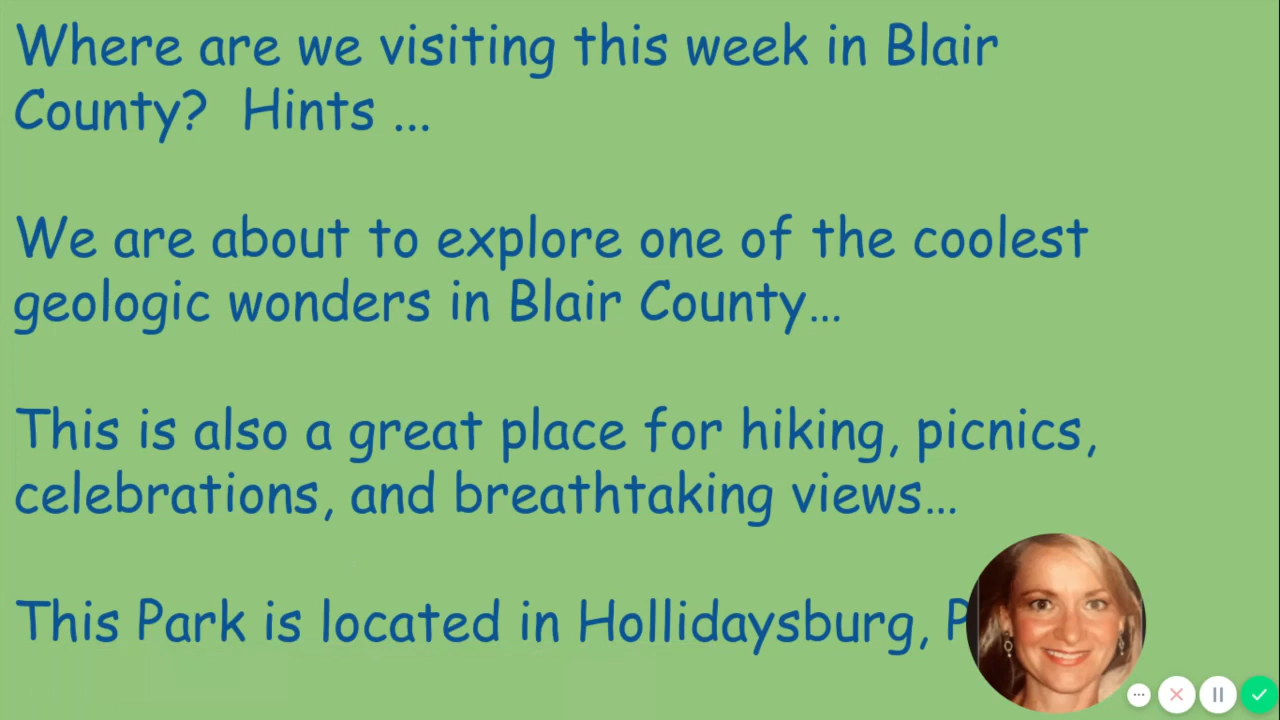 Where are we visiting this week in Blair
County?  Hints ...
We are about to explore one of the coolest
geologic wonders in Blair County...
This is also a great place for hiking, picnics,
celebrations, and breathtaking views...
This Park is located in Hollidaysburg,